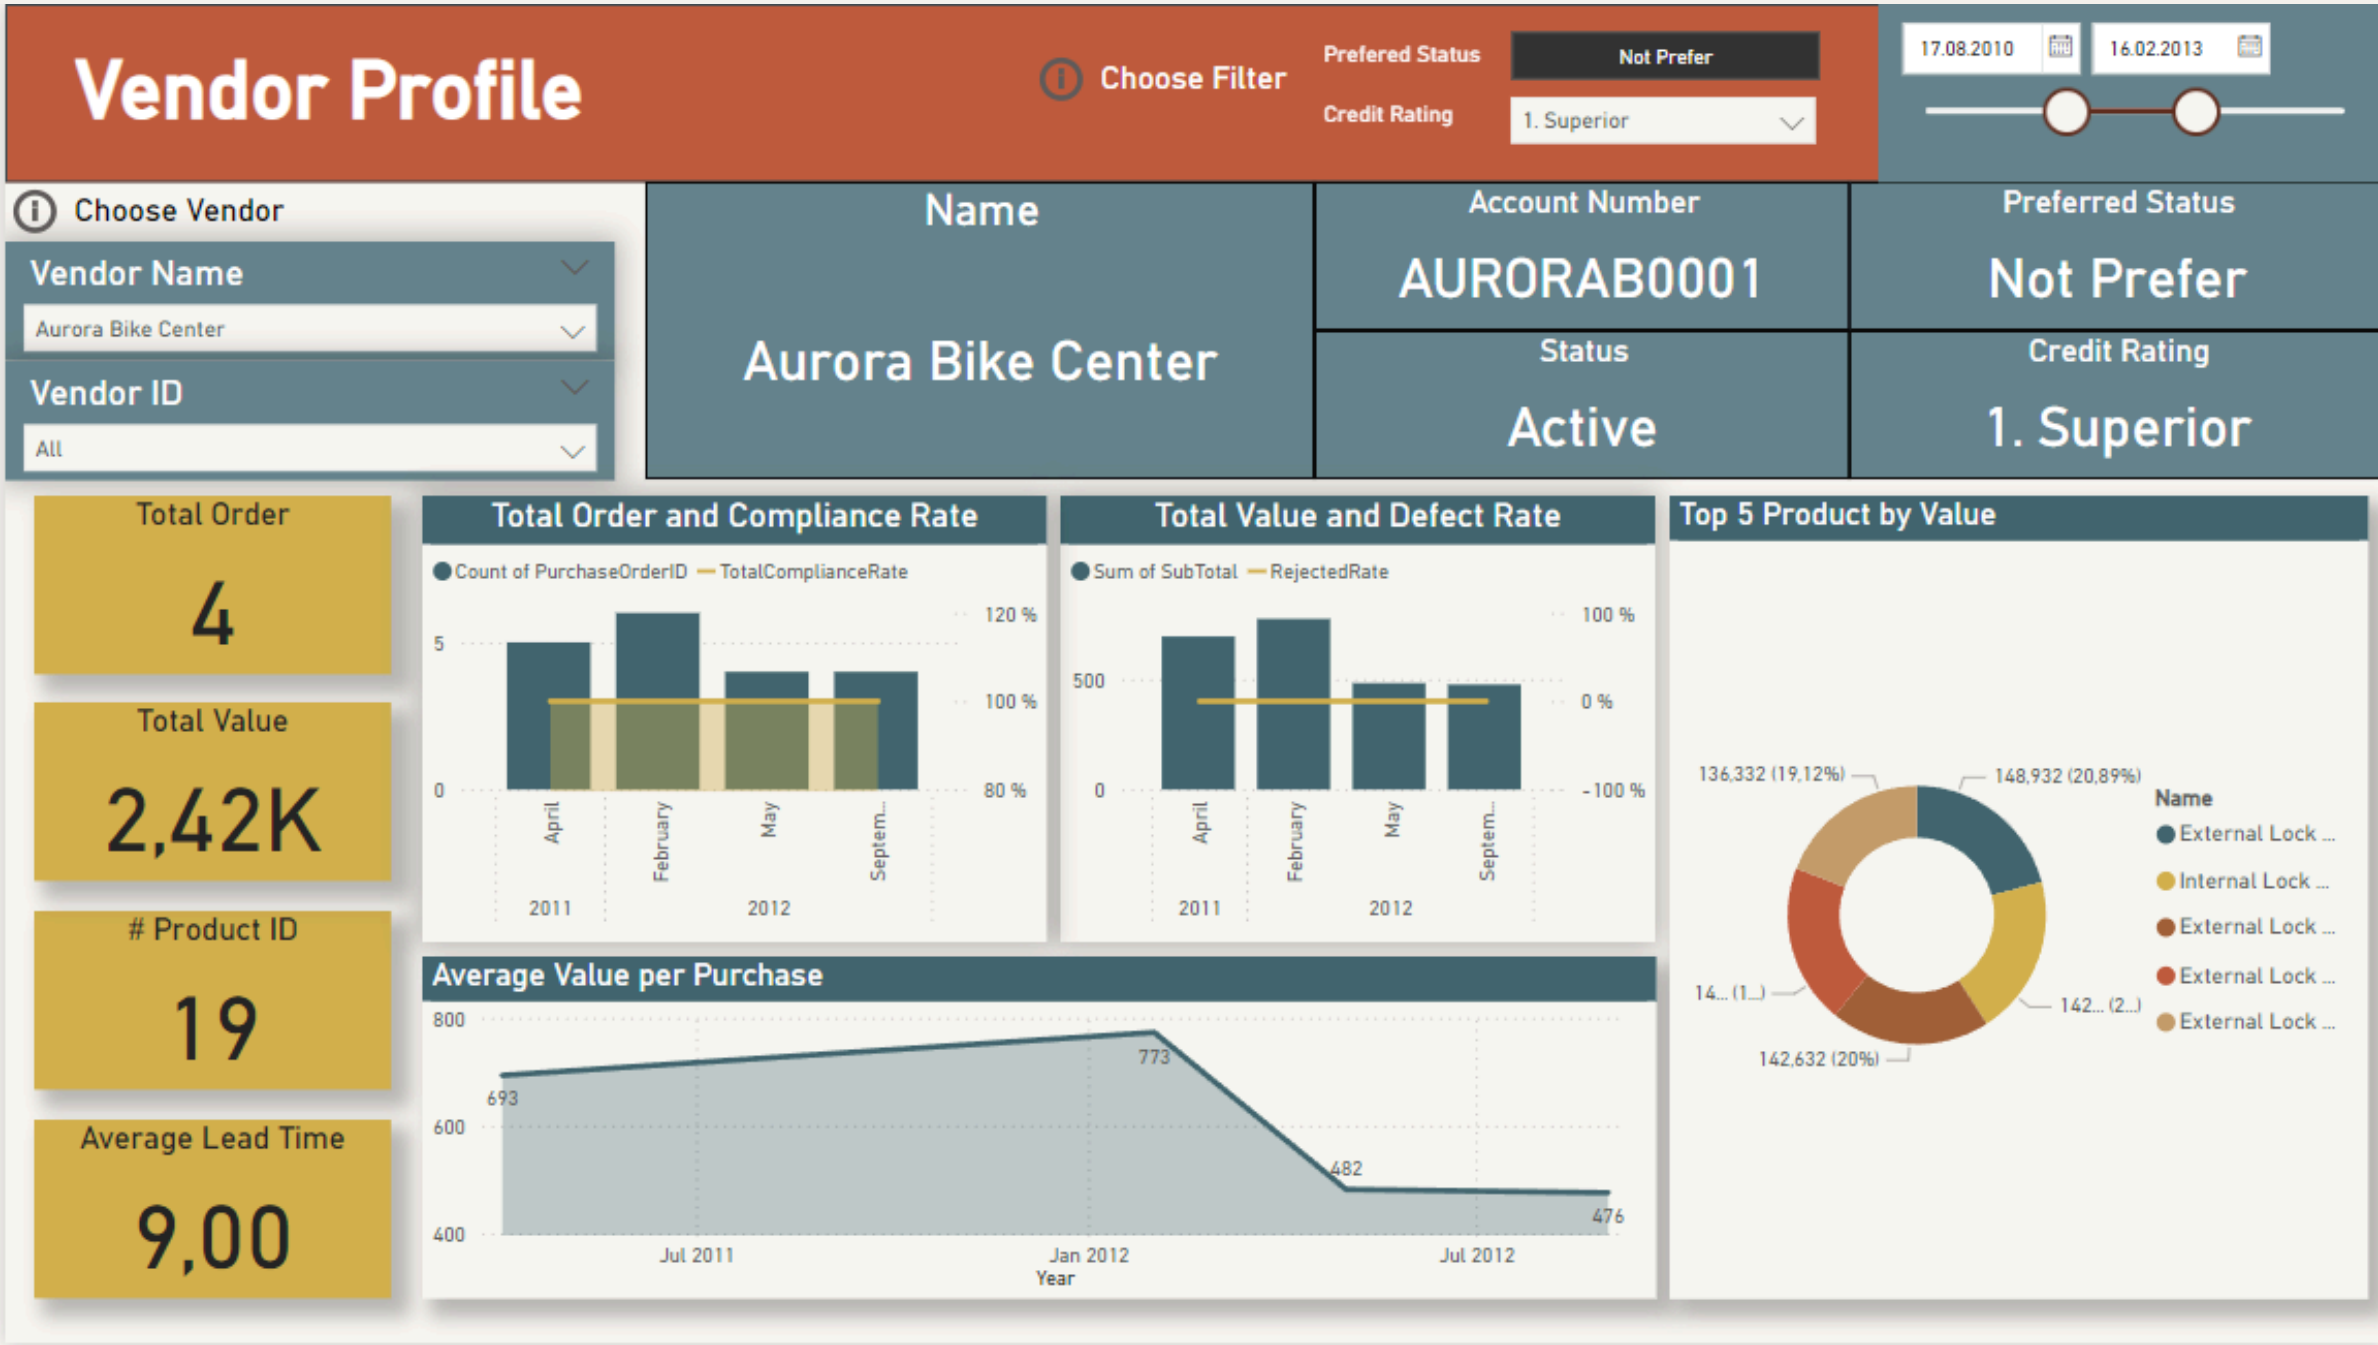 Vendor Profile
Choose Filter
Prefered Status
Not Prefer
Credit Rating
1. Superior
17.08.2010
16.02.2013
Choose Vendor
Vendor Name
Aurora Bike Center
Vendor ID
All
Name
Aurora Bike Center
Account Number
AURORAB0001
Preferred Status
Not Prefer
Status
Active
Credit Rating
1. Superior
Total Order
4
Total Value
2,42K
# Product ID
19
Average Lead Time
9,00
Total Order and Compliance Rate
Count of PurchaseOrderID
TotalComplianceRate
5
0
120 %
100 %
80 %
April
February
May
Septem...
2011
2012
Total Value and Defect Rate
Sum of SubTotal
RejectedRate
500
0
100 %
0 %
-100 %
April
February
May
Septem...
2011
2012
Average Value per Purchase
800
600
400
693
773
482
476
Jul 2011
Jan 2012
Jul 2012
Year
Top 5 Product by Value
136,332 (19,12%)
148,932 (20,89%)
14... (1...)
142... (2...)
142,632 (20%)
Name
External Lock ...
Internal Lock ...
External Lock ...
External Lock ...
External Lock ...